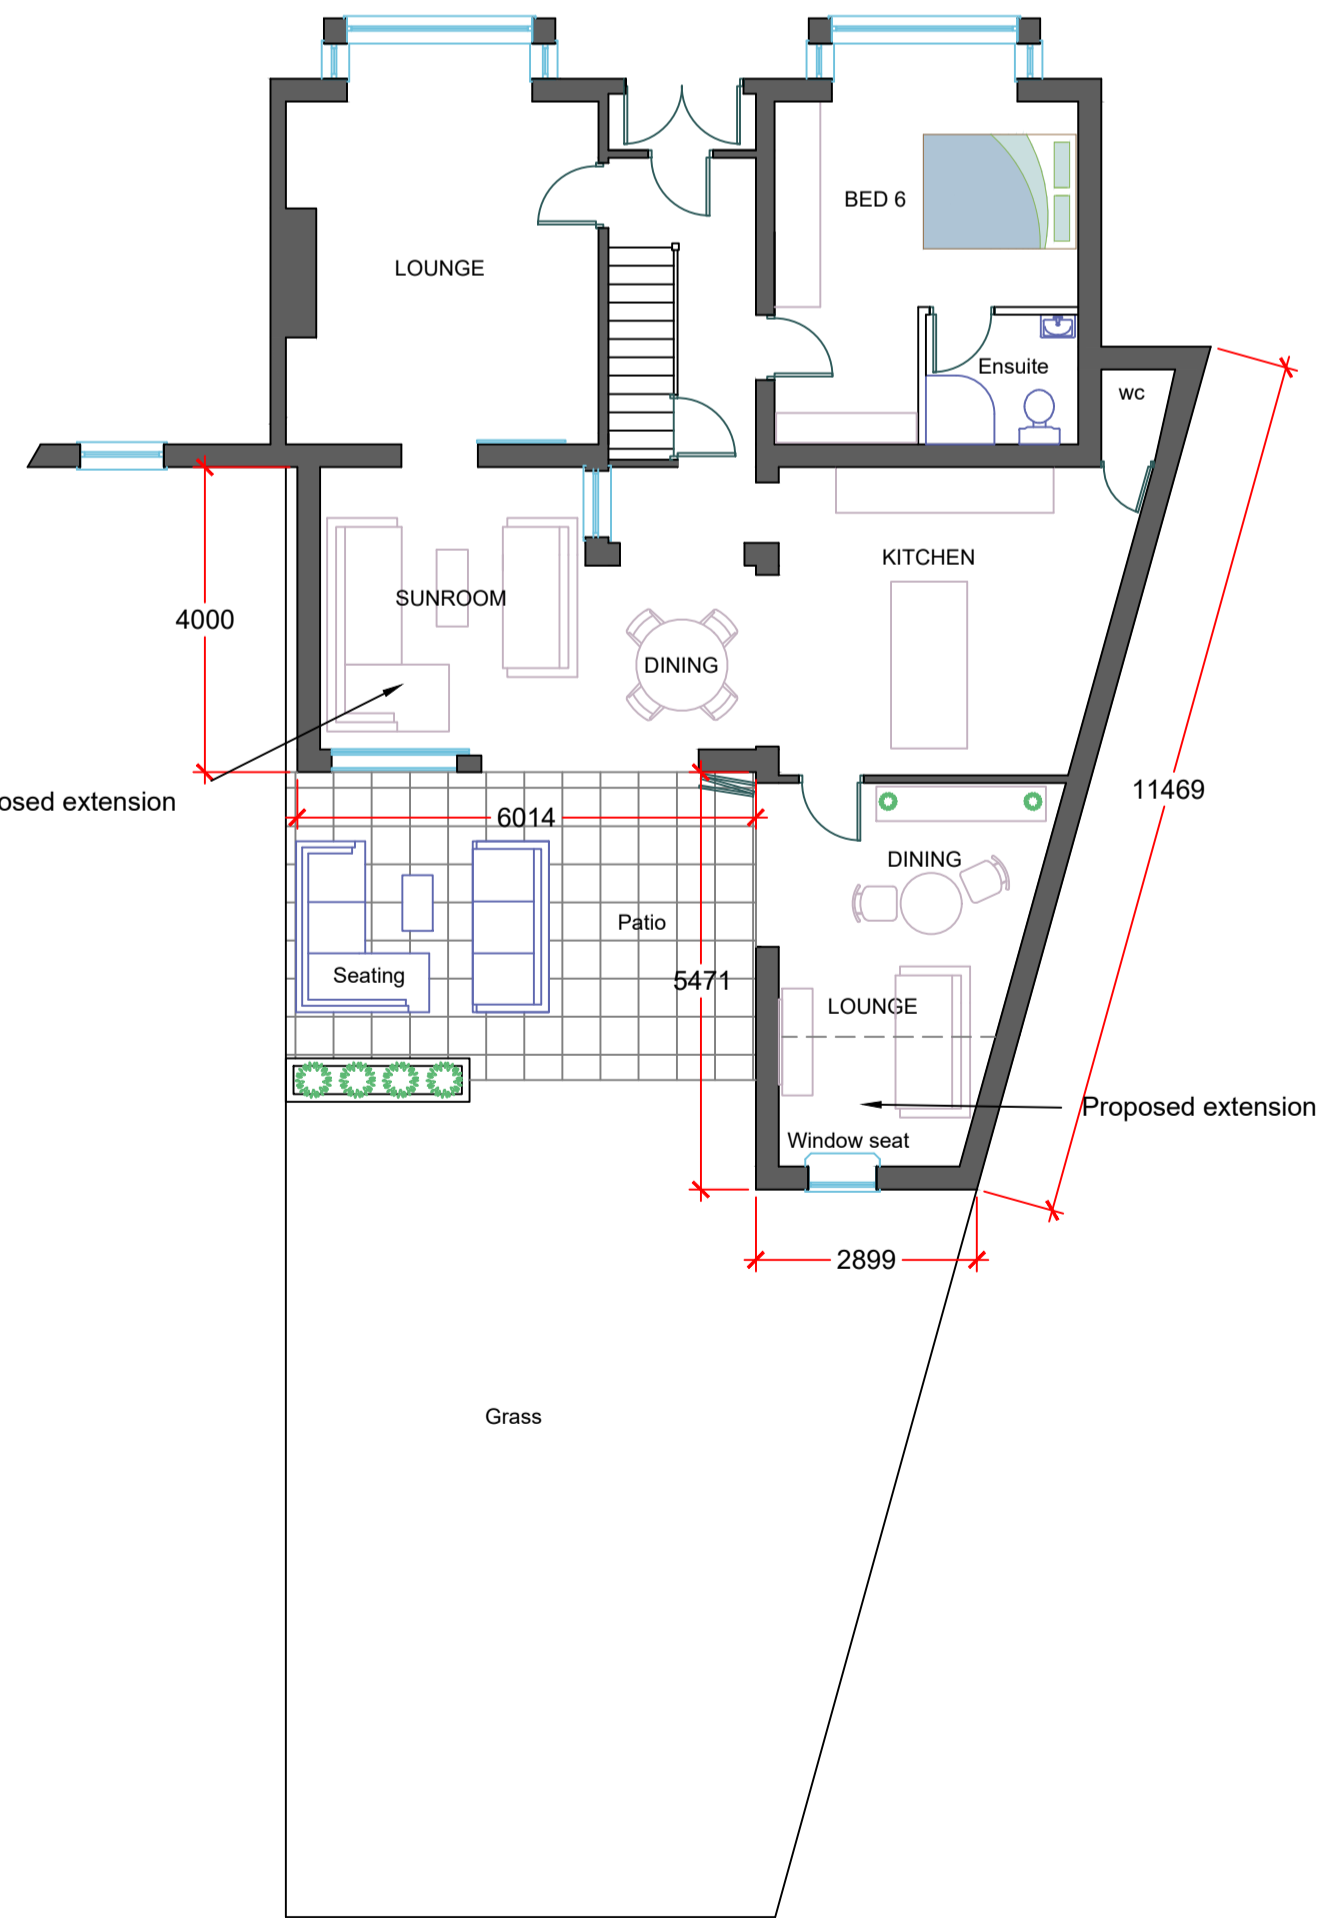 BED 6
LOUNGE
Ensuite
wc
KITCHEN
SUNROOM
4000
DINING
11469
osed extension
6014
DINING
Patio
Seating
5471
LOUNGE
Proposed extension
Window seat
2899
Grass